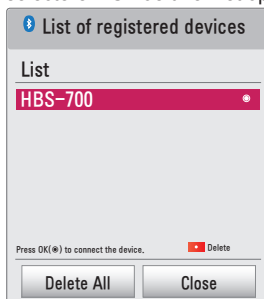 List of registered devices
List
HBS-700
Press OK(◉) to connect the device. Delete
Delete All Close